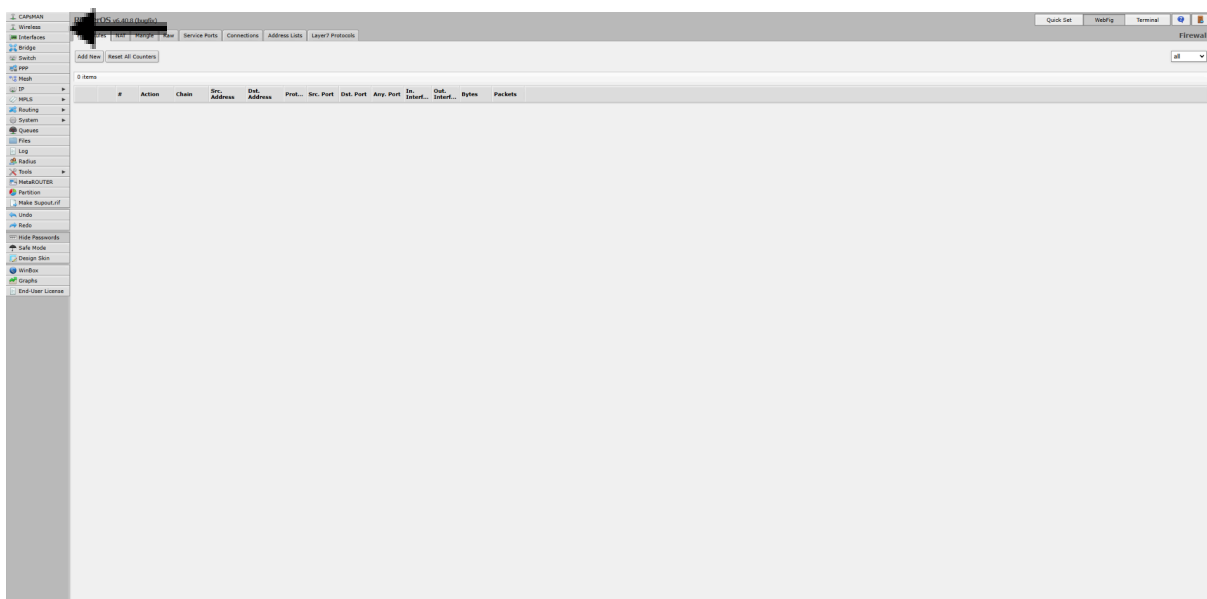 CAPsMAN
Wireless
Interfaces
Bridge
Switch
PPP
Mesh
IP
MPLS
Routing
System
Queues
Files
Log
Radius
Tools
MetaROUTER
Partition
Make Supout.rif
Undo
Redo
Hide Passwords
Safe Mode
Design Skin
WinBox
Graphs
End-User License
v6.40.8 (bugfix)
Quick Set WebFig Terminal
NAT Mangle Raw Service Ports Connections Address Lists Layer7 Protocols
Firewall
Add New Reset All Counters
all
0 items
# Action Chain Src. Address Dst. Address Prot... Src. Port Dst. Port Any. Port In. Interf... Out. Interf... Bytes Packets